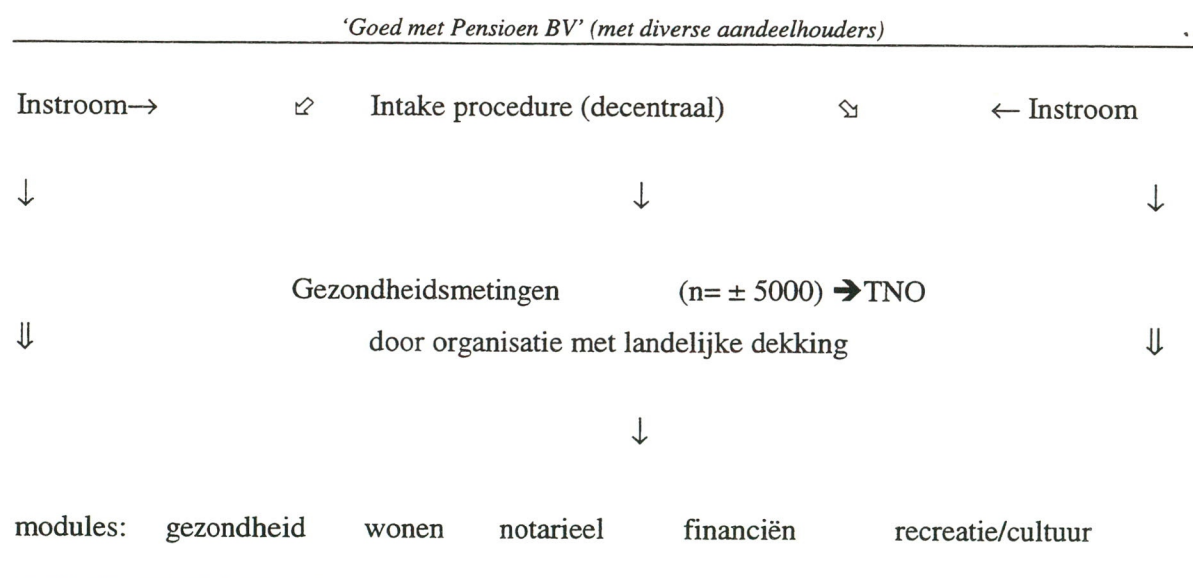 ‘Goed met Pensioen BV’ (met diverse aandeelhouders)
Instroom→ ⬃ Intake procedure (decentraal) ⬂ ← Instroom
↓ ↓ ↓
Gezondheidsmetingen (n= ± 5000) ➔TNO
⇓ door organisatie met landelijke dekking ⇓
↓
modules: gezondheid wonen notarieel financiën recreatie/cultuur